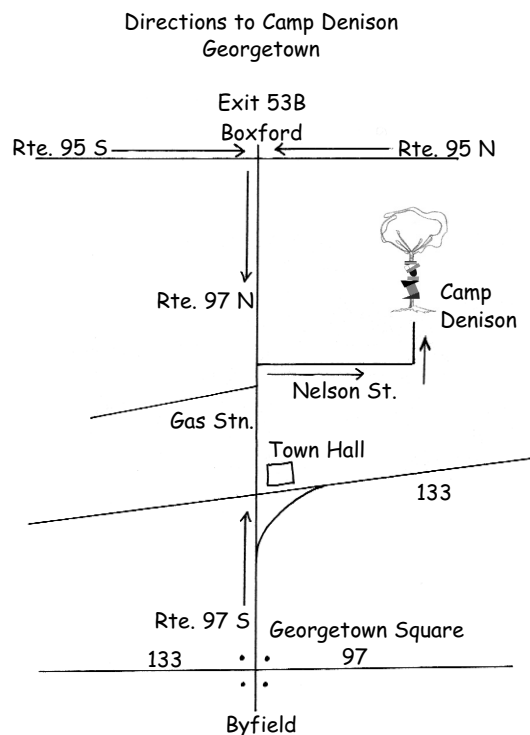 Directions to Camp Denison
Georgetown
Exit 53B
Boxford
Rte. 95 S
Rte. 95 N
Rte. 97 N
Camp
Denison
Nelson St.
Gas Stn.
Town Hall
133
Rte. 97 S
Georgetown Square
133
97
Byfield